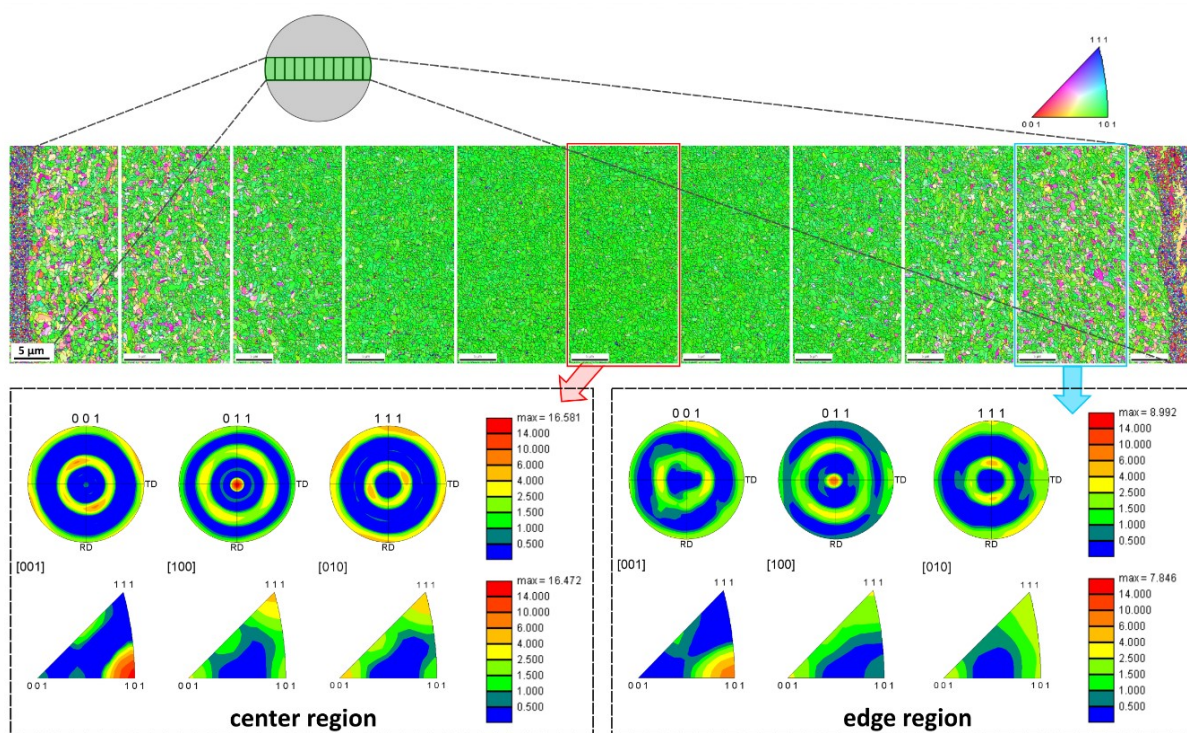 1 1 1
0 0 1
1 0 1
5 µm
0 0 1
0 1 1
1 1 1
TD
TD
TD
RD
RD
RD
max = 16.581
14.000
10.000
6.000
4.000
2.500
1.500
1.000
0.500
[001]
[100]
[010]
1 1 1
1 1 1
1 1 1
0 0 1
1 0 1
0 0 1
1 0 1
0 0 1
1 0 1
max = 16.472
14.000
10.000
6.000
4.000
2.500
1.500
1.000
0.500
center region
0 0 1
0 1 1
1 1 1
TD
TD
TD
RD
RD
RD
max = 8.992
14.000
10.000
6.000
4.000
2.500
1.500
1.000
0.500
[001]
[100]
[010]
1 1 1
1 1 1
1 1 1
0 0 1
1 0 1
0 0 1
1 0 1
0 0 1
1 0 1
max = 7.846
14.000
10.000
6.000
4.000
2.500
1.500
1.000
0.500
edge region